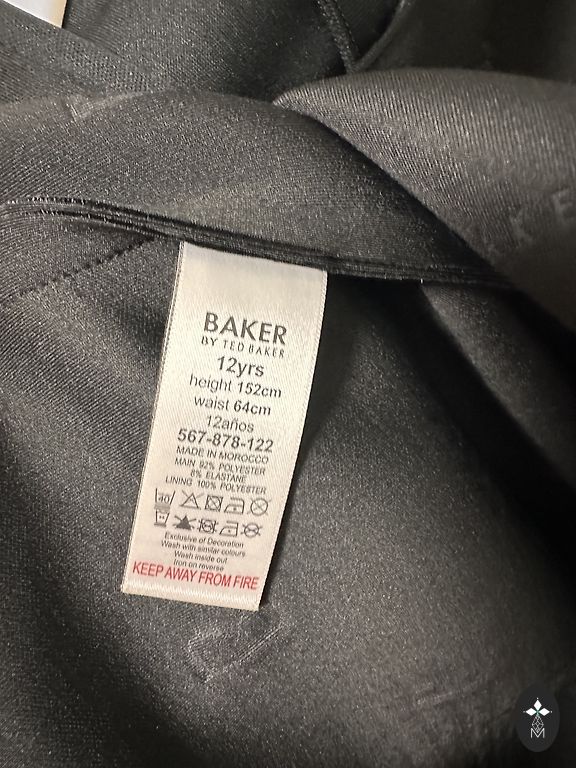 BAKER
BY TED BAKER
12yrs
height 152cm
waist 64cm
12años
567-878-122
MADE IN MOROCCO
MAIN 92% POLYESTER
8% ELASTANE
LINING 100% POLYESTER
40
Exclusive of Decoration
Wash with similar colours
Wash inside out
Iron on reverse
KEEP AWAY FROM FIRE
KE
M